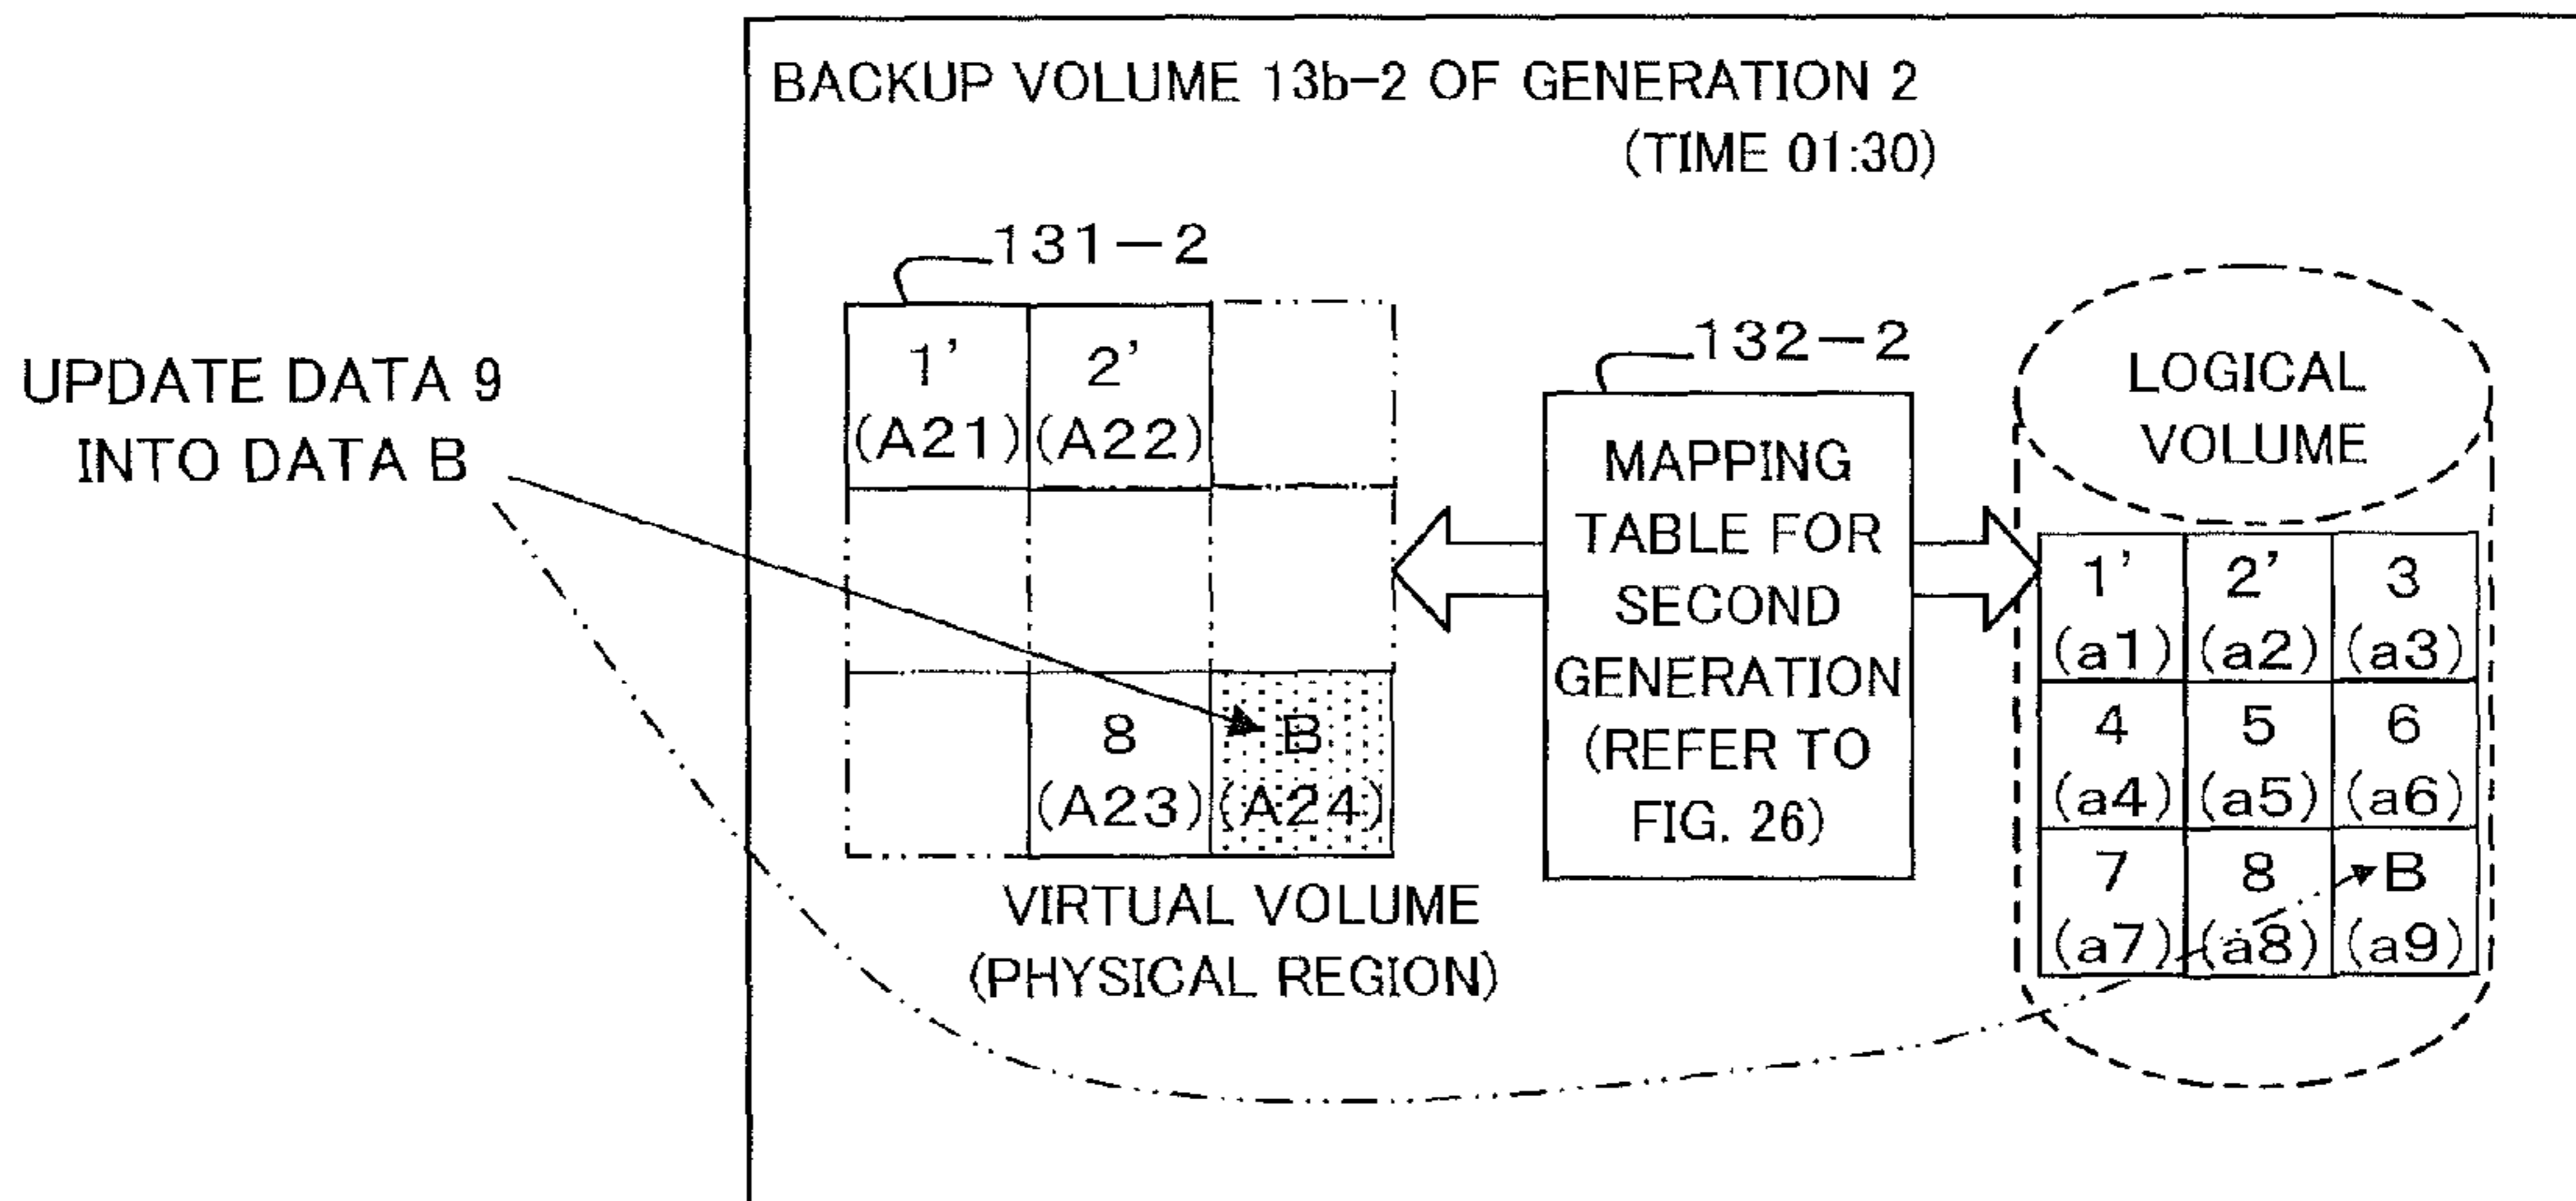 BACKUP VOLUME 13b-2 OF GENERATION 2
(TIME 01:30)
UPDATE DATA 9
INTO DATA B
131-2
1' 2'
(A21) (A22)
8 B
(A23) (A24)
VIRTUAL VOLUME
(PHYSICAL REGION)
132-2
MAPPING
TABLE FOR
SECOND
GENERATION
(REFER TO
FIG. 26)
LOGICAL
VOLUME
1' 2' 3
(a1) (a2) (a3)
4 5 6
(a4) (a5) (a6)
7 8 B
(a7) (a8) (a9)